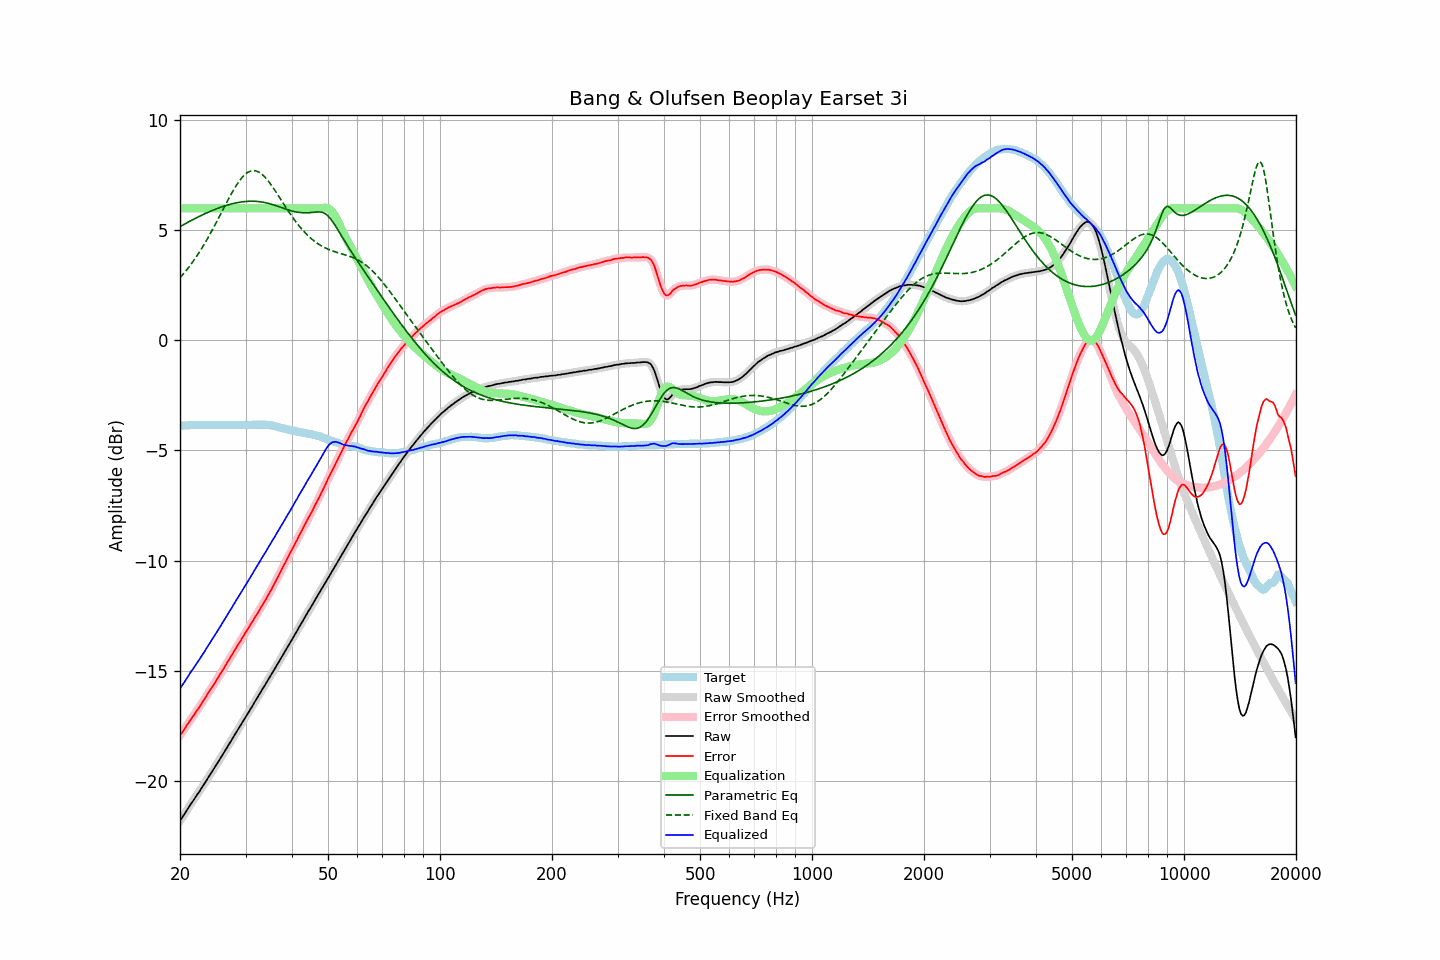 Bang & Olufsen Beoplay Earset 3i
10
5
0
−5
−10
−15
−20
Amplitude (dBr)
Target
Raw Smoothed
Error Smoothed
Raw
Error
Equalization
Parametric Eq
Fixed Band Eq
Equalized
20 50 100 200 500 1000 2000 5000 10000 20000
Frequency (Hz)